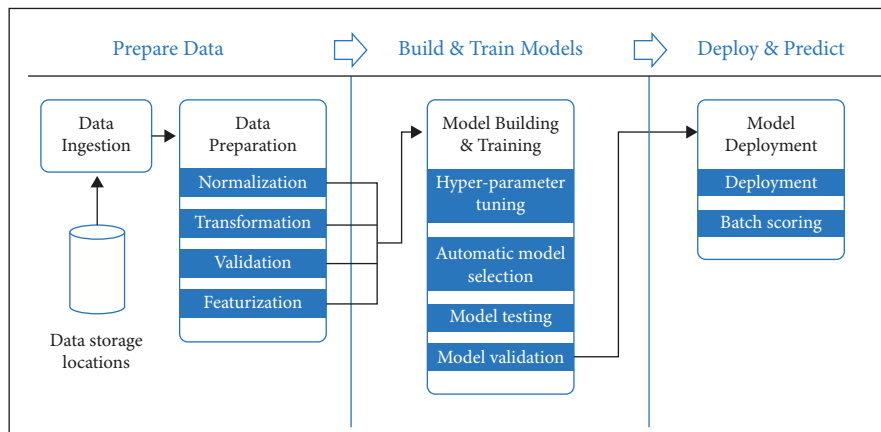 Prepare Data
Build & Train Models
Deploy & Predict
Data
Ingestion
Data storage
locations
Data
Preparation
Normalization
Transformation
Validation
Featurization
Model Building
& Training
Hyper-parameter
tuning
Automatic model
selection
Model testing
Model validation
Model
Deployment
Deployment
Batch scoring